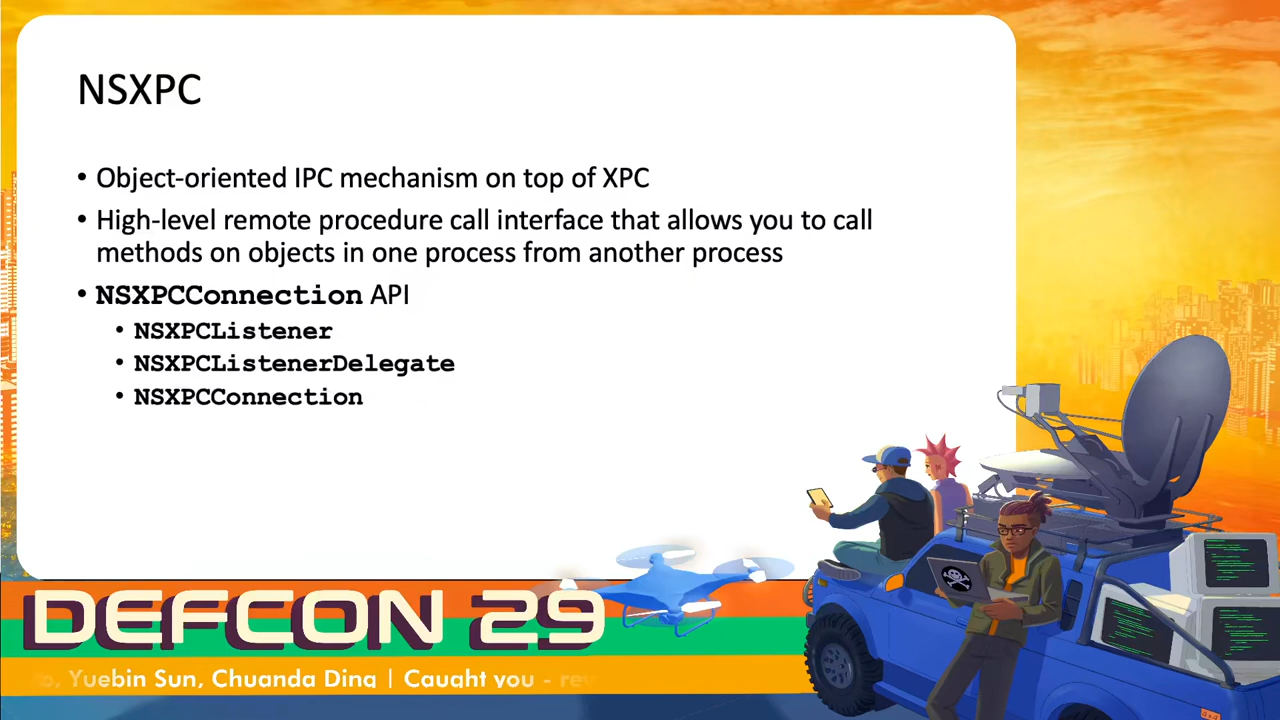 NSXPC
• Object-oriented IPC mechanism on top of XPC
• High-level remote procedure call interface that allows you to call
methods on objects in one process from another process
• NSXPCConnection API
• NSXPCListener
• NSXPCListenerDelegate
• NSXPCConnection
DEFCON 29
Yuebin Sun, Chuanda Ding | Caught you -